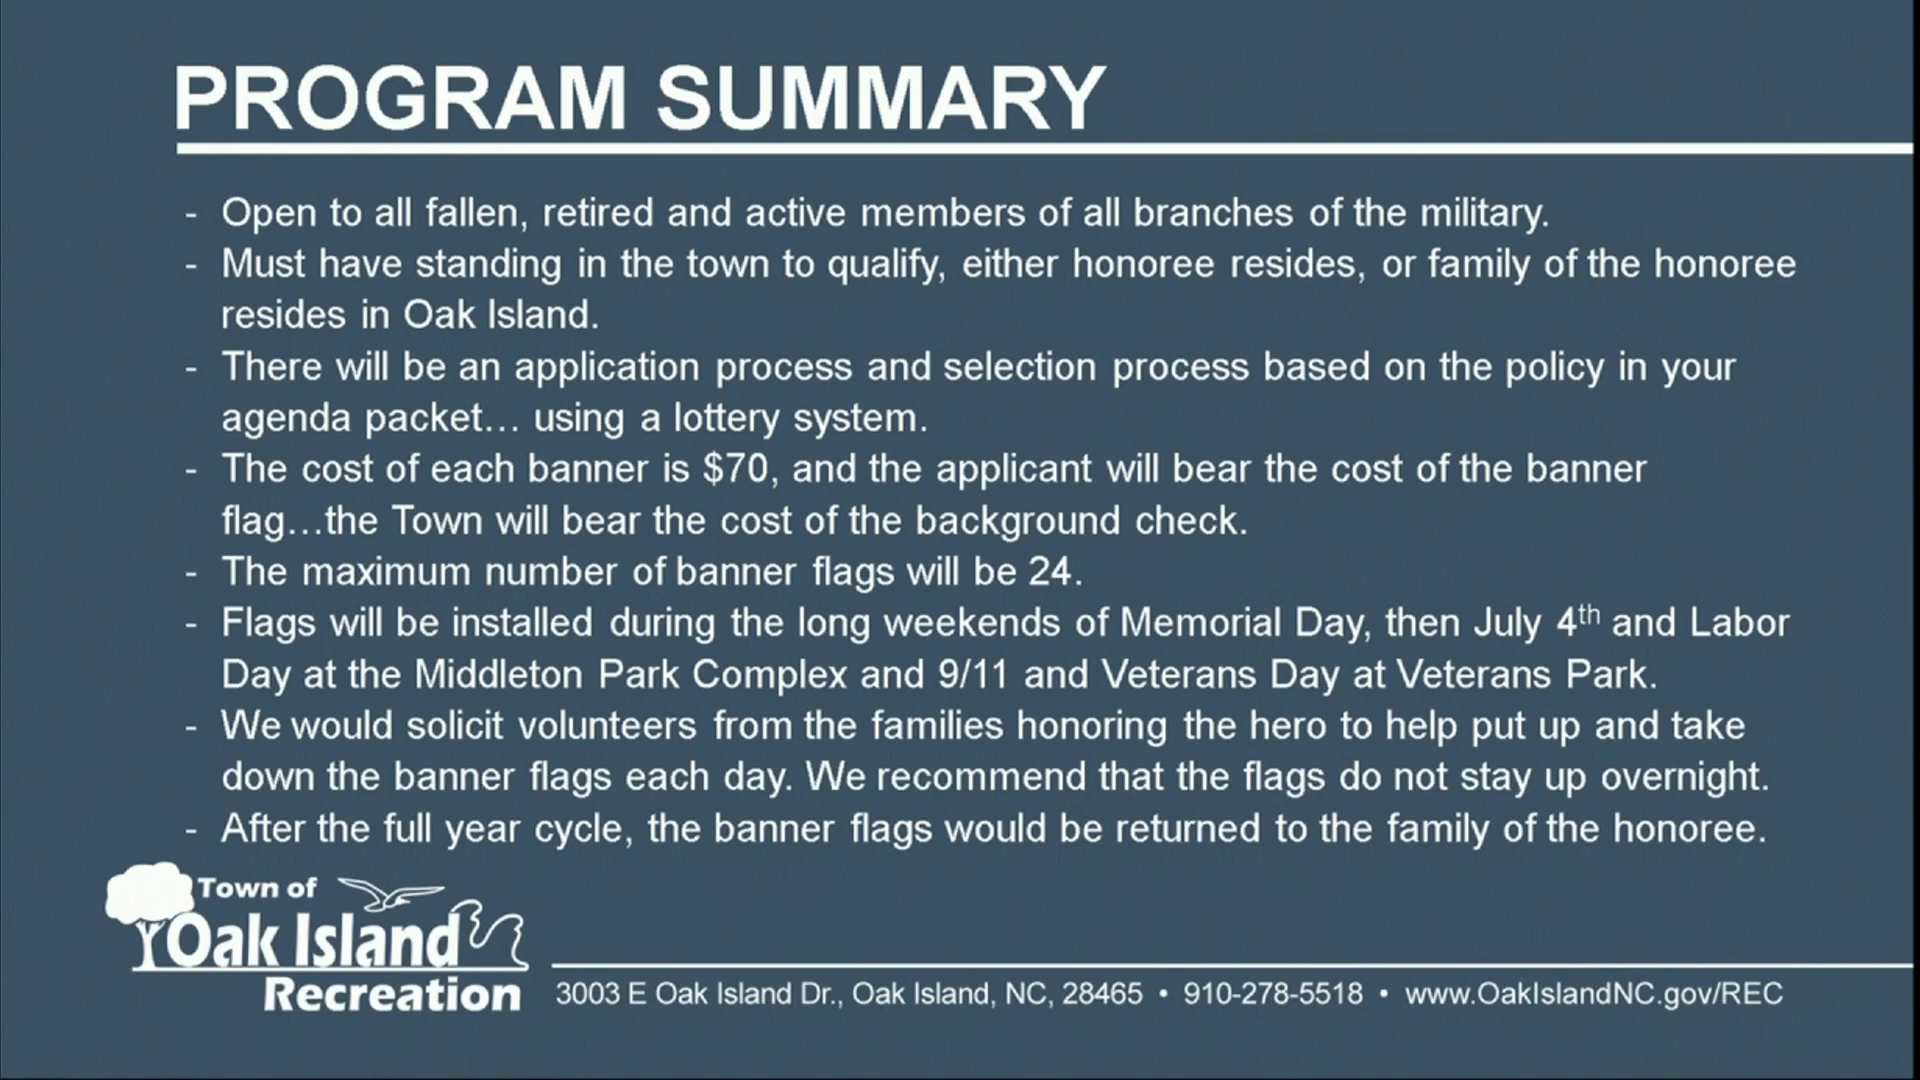 PROGRAM SUMMARY
- Open to all fallen, retired and active members of all branches of the military.
- Must have standing in the town to qualify, either honoree resides, or family of the honoree
resides in Oak Island.
- There will be an application process and selection process based on the policy in your
agenda packet... using a lottery system.
- The cost of each banner is $70, and the applicant will bear the cost of the banner
flag...the Town will bear the cost of the background check.
- The maximum number of banner flags will be 24.
- Flags will be installed during the long weekends of Memorial Day, then July 4th and Labor
Day at the Middleton Park Complex and 9/11 and Veterans Day at Veterans Park.
- We would solicit volunteers from the families honoring the hero to help put up and take
down the banner flags each day. We recommend that the flags do not stay up overnight.
- After the full year cycle, the banner flags would be returned to the family of the honoree.
Town of
Oak Island
Recreation
3003 E Oak Island Dr., Oak Island, NC, 28465 • 910-278-5518 • www.OakIslandNC.gov/REC